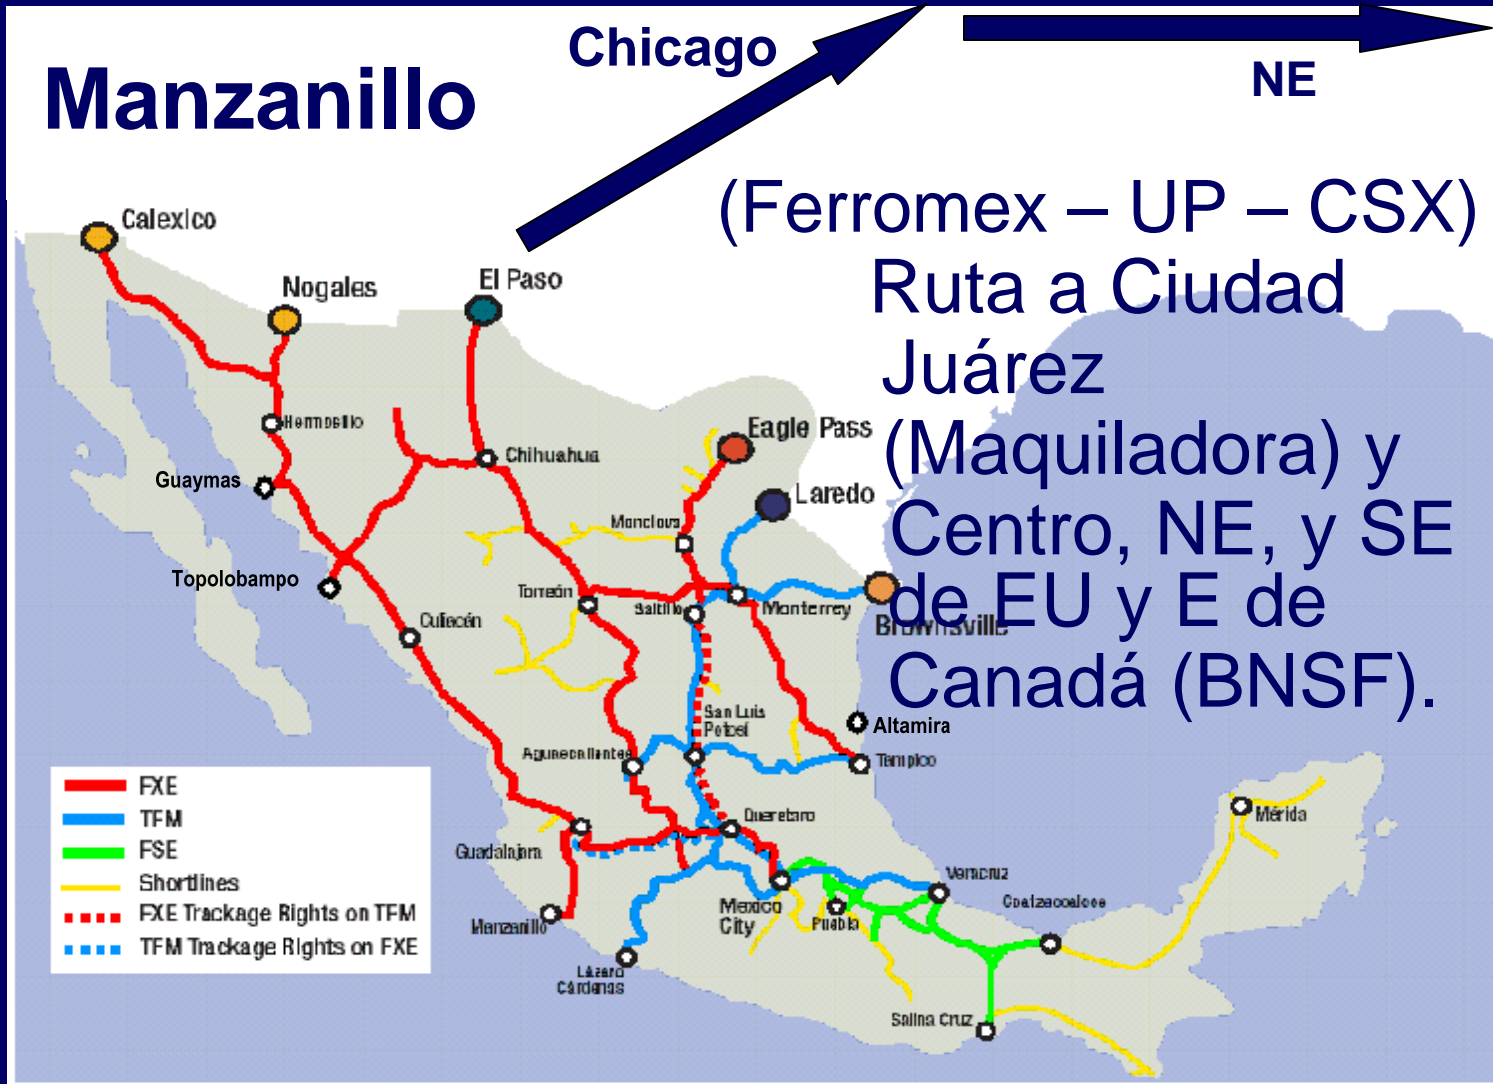 Chicago
NE
Manzanillo
(Ferromex – UP – CSX)
Ruta a Ciudad
Juárez
(Maquiladora) y
Centro, NE, y SE
de EU y E de
Canadá (BNSF).
Calexico
Nogales
El Paso
Hermosillo
Chihuahua
Eagle Pass
Guaymas
Laredo
Monclova
Topolobampo
Torreón
Saltillo
Monterrey
Brownsville
Culiacán
San Luis
Potosí
Altamira
Aguascalientes
Tampico
FXE
TFM
FSE
Shortlines
FXE Trackage Rights on TFM
TFM Trackage Rights on FXE
Queretaro
Mérida
Guadalajara
Veracruz
Mexico
City
Puebla
Coatzacoalcos
Manzanillo
Lázaro
Cárdenas
Salina Cruz